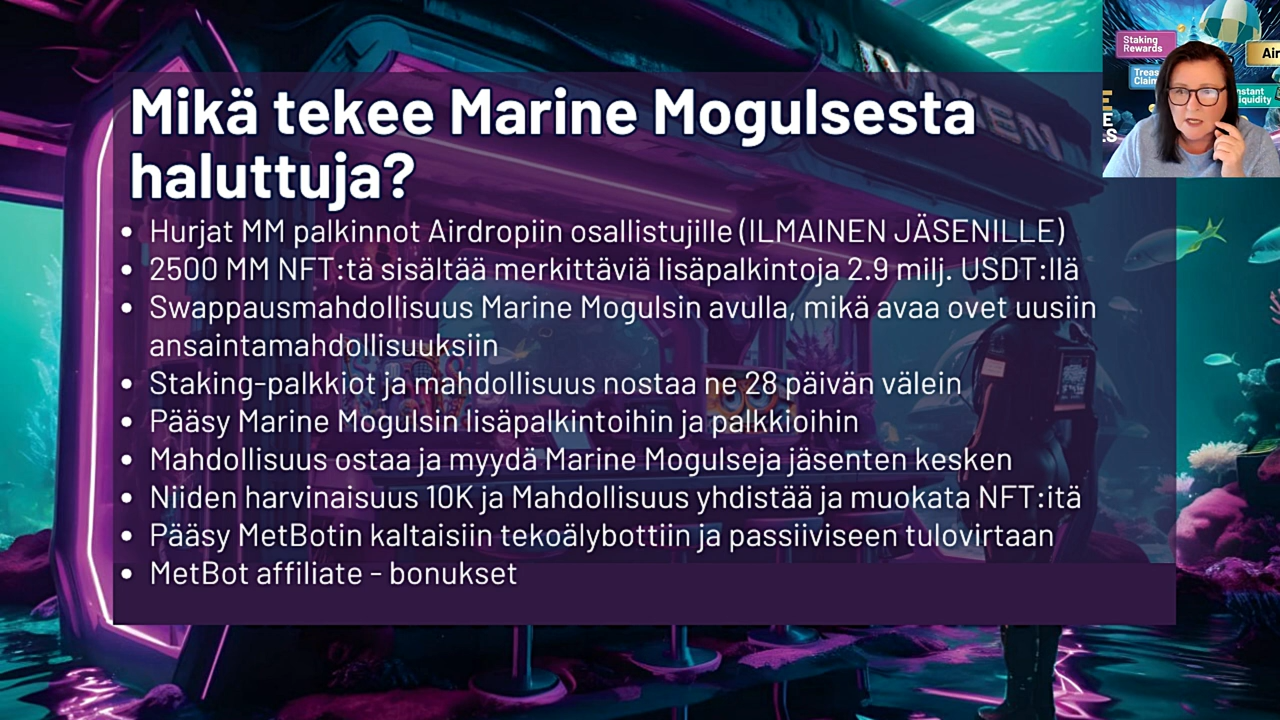 Mikä tekee Marine Mogulsesta
haluttuja?
• Hurjat MM palkinnot Airdropiin osallistujille (ILMAINEN JÄSENILLE)
• 2500 MM NFT:tä sisältää merkittäviä lisäpalkintoja 2.9 milj. USDT:llä
• Swappausmahdollisuus Marine Mogulsin avulla, mikä avaa ovet uusiin
ansaintamahdollisuuksiin
• Staking-palkkiot ja mahdollisuus nostaa ne 28 päivän välein
• Pääsy Marine Mogulsin lisäpalkintoihin ja palkkioihin
• Mahdollisuus ostaa ja myydä Marine Mogulseja jäsenten kesken
• Niiden harvinaisuus 10K ja Mahdollisuus yhdistää ja muokata NFT:itä
• Pääsy MetBotin kaltaisiin tekoälybottiin ja passiiviseen tulovirtaan
• MetBot affiliate - bonukset
Staking
Rewards